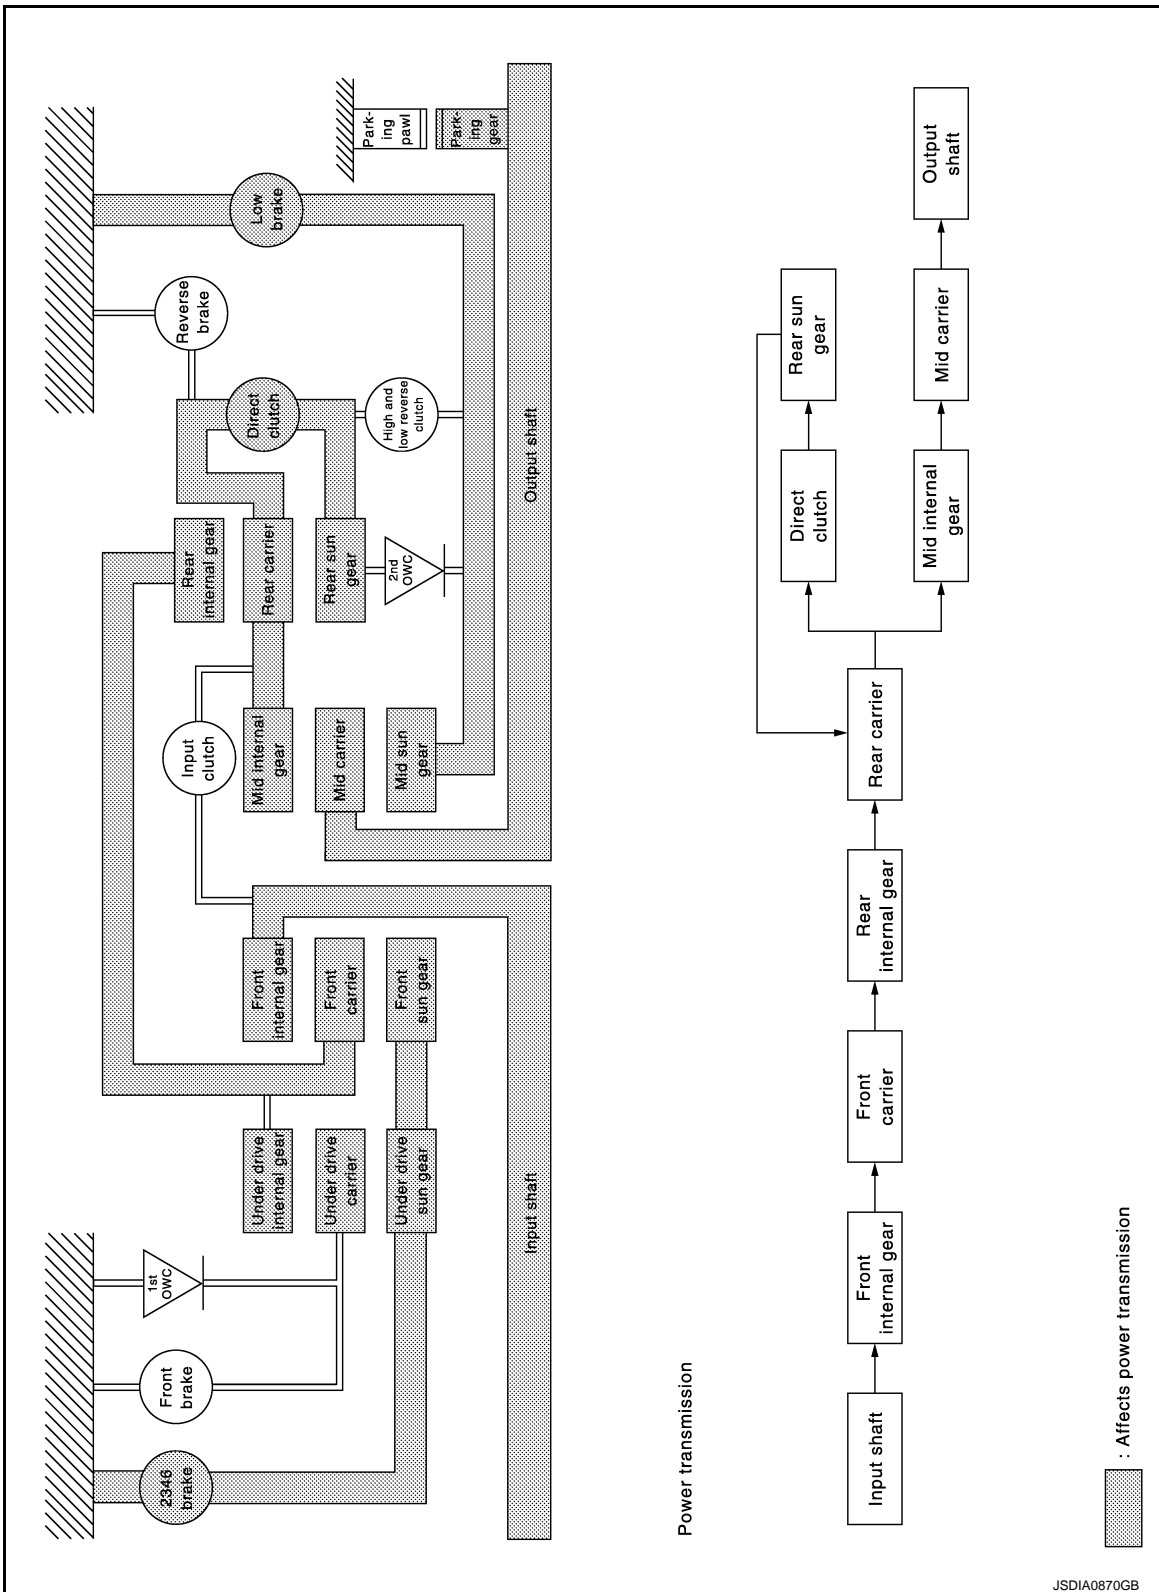 2346
brake
Front
brake
1st
OWC
Under drive
internal gear
Under drive
carrier
Under drive
sun gear
Front
internal gear
Front
carrier
Front
sun gear
Input shaft
Input
clutch
Mid internal
gear
Mid carrier
Mid sun
gear
Rear
internal gear
Rear carrier
Rear sun
gear
2nd
OWC
Direct
clutch
High and
low reverse
clutch
Reverse
brake
Low
brake
Park-
ing
pawl
Park-
ing
gear
Output shaft
Power transmission
Input shaft
Front
internal gear
Front
carrier
Rear
internal gear
Rear carrier
Direct
clutch
Rear sun
gear
Mid internal
gear
Mid carrier
Output
shaft
: Affects power transmission
JSDIA0870GB